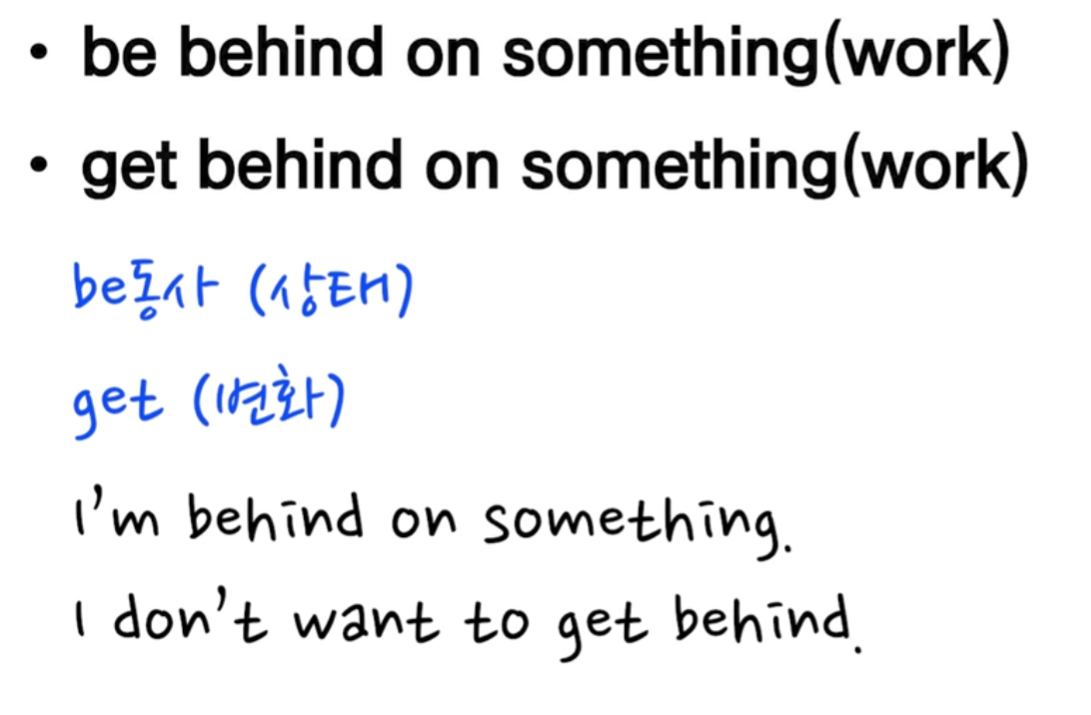 • be behind on something(work)
• get behind on something(work)
be동사 (상태)
get (변화)
I'm behind on something.
I don't want to get behind.